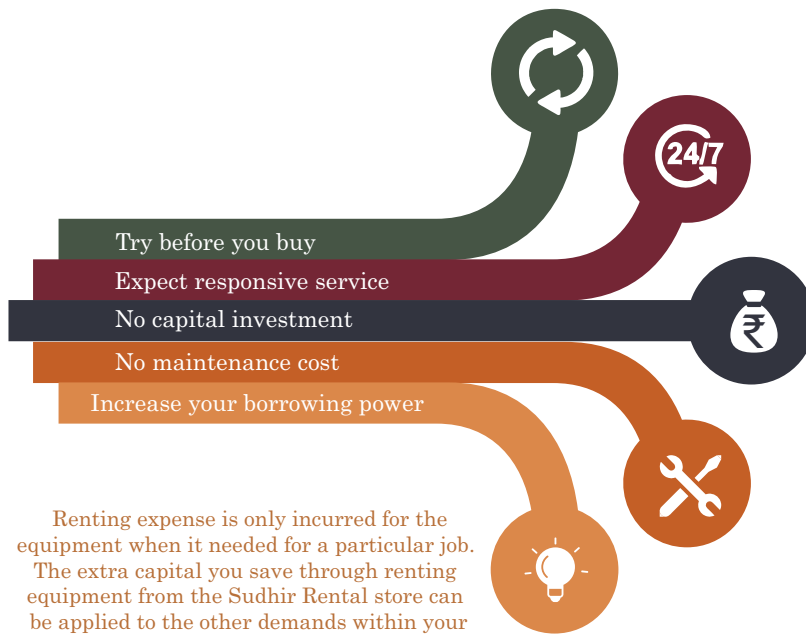 24/7
Try before you buy
Expect responsive service
No capital investment
₹
No maintenance cost
Increase your borrowing power
Renting expense is only incurred for the
equipment when it needed for a particular job.
The extra capital you save through renting
equipment from the Sudhir Rental store can
be applied to the other demands within your